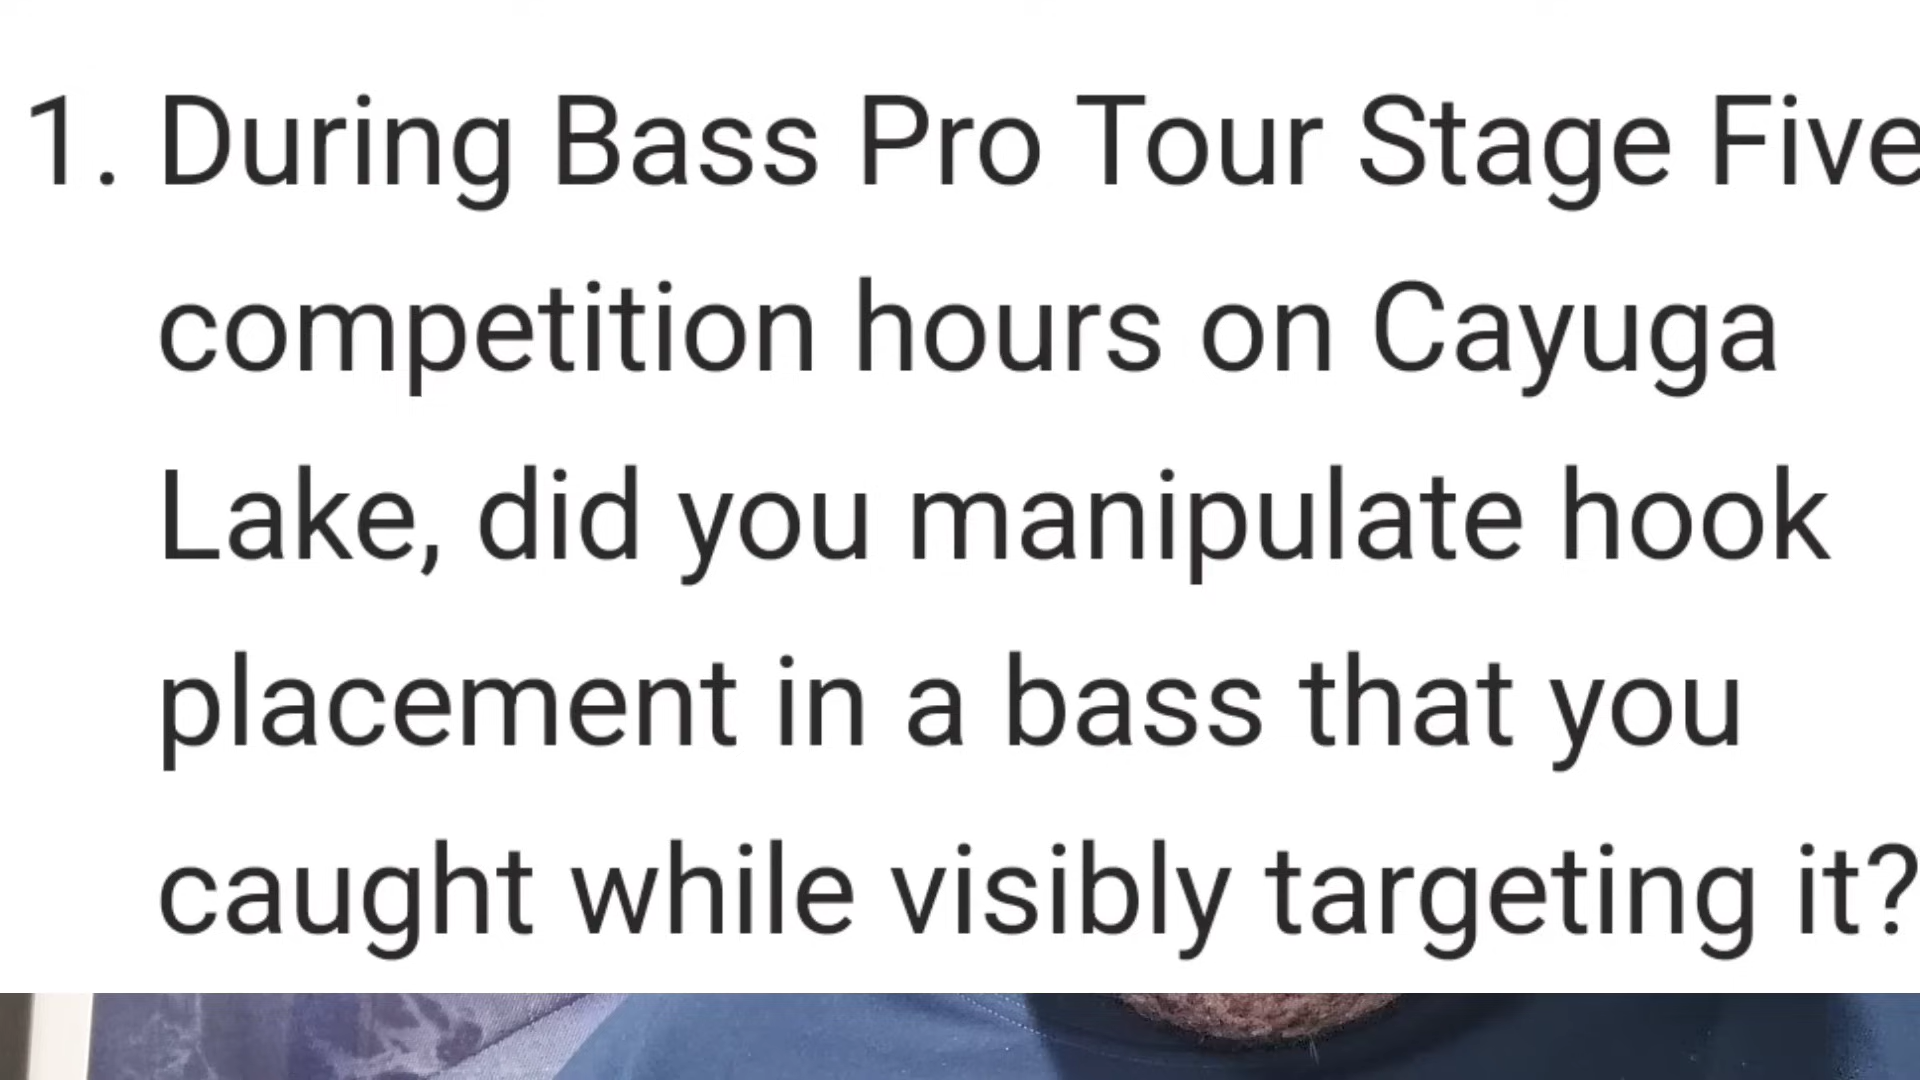 1. During Bass Pro Tour Stage Five
competition hours on Cayuga
Lake, did you manipulate hook
placement in a bass that you
caught while visibly targeting it?